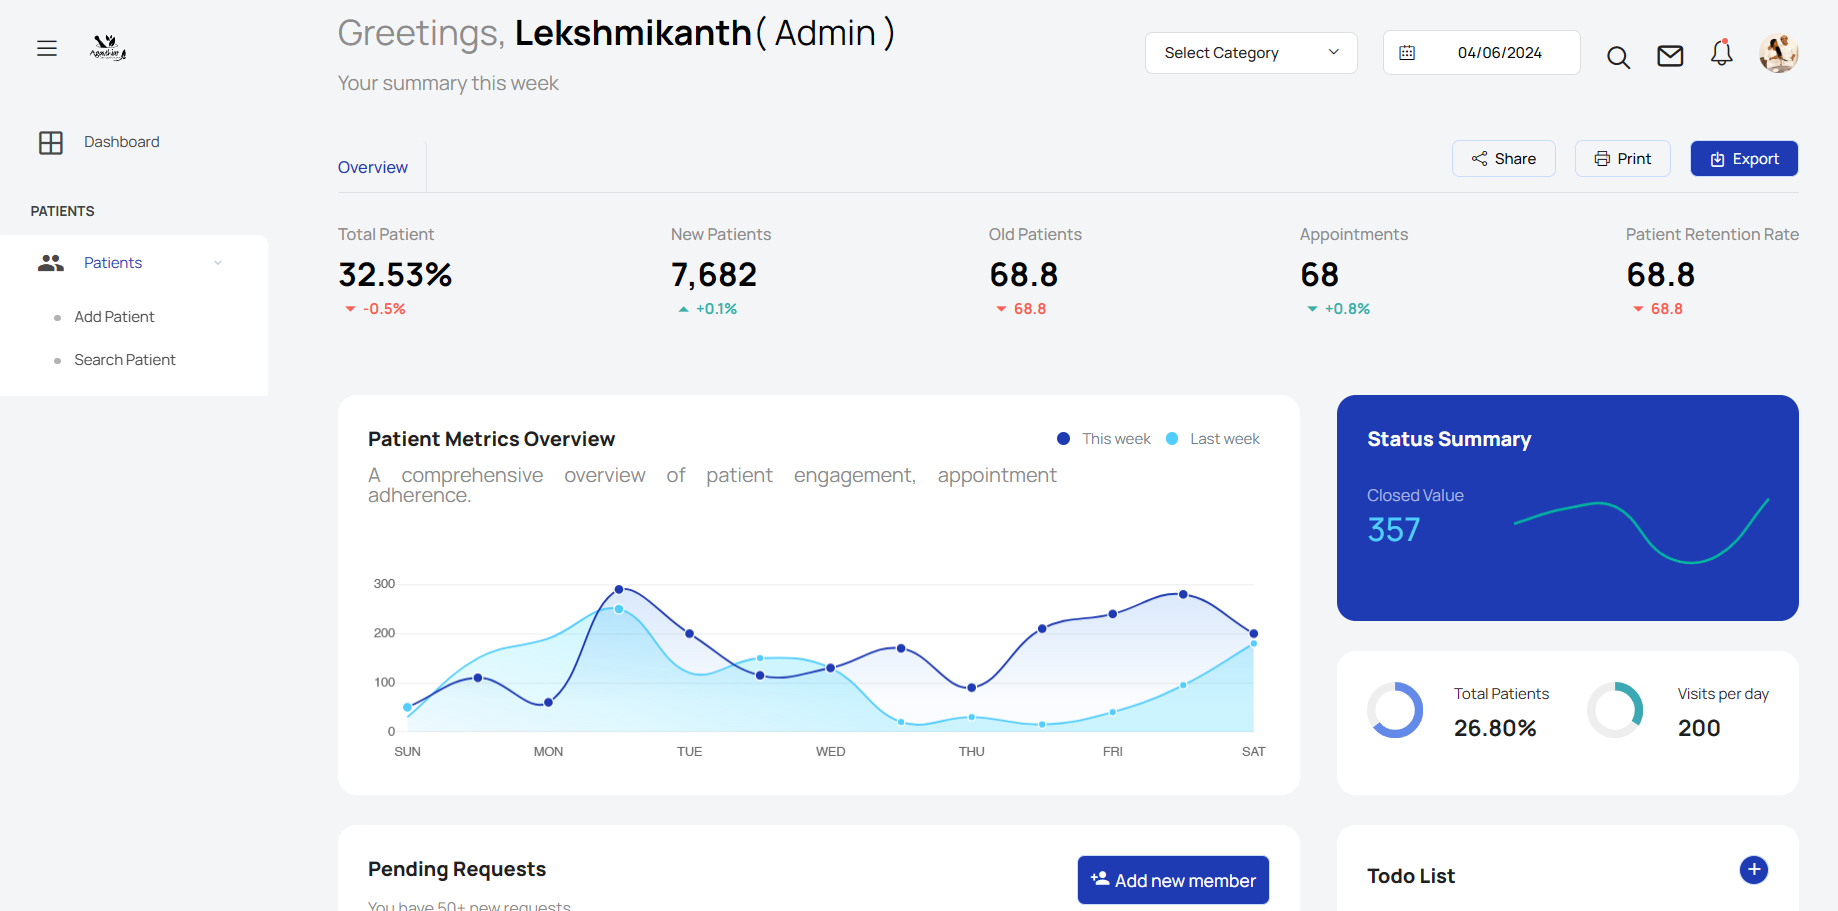 Greetings, Lekshmikanth( Admin )
Your summary this week
Select Category
04/06/2024
Dashboard
PATIENTS
Patients
Add Patient
Search Patient
Overview
Share
Print
Export
Total Patient
32.53%
-0.5%
New Patients
7,682
+0.1%
Old Patients
68.8
68.8
Appointments
68
+0.8%
Patient Retention Rate
68.8
68.8
Patient Metrics Overview
This week
Last week
A comprehensive overview of patient engagement, appointment
adherence.
300
200
100
0
SUN MON TUE WED THU FRI SAT
Status Summary
Closed Value
357
Total Patients
26.80%
Visits per day
200
Pending Requests
You have 50+ new requests
Add new member
Todo List